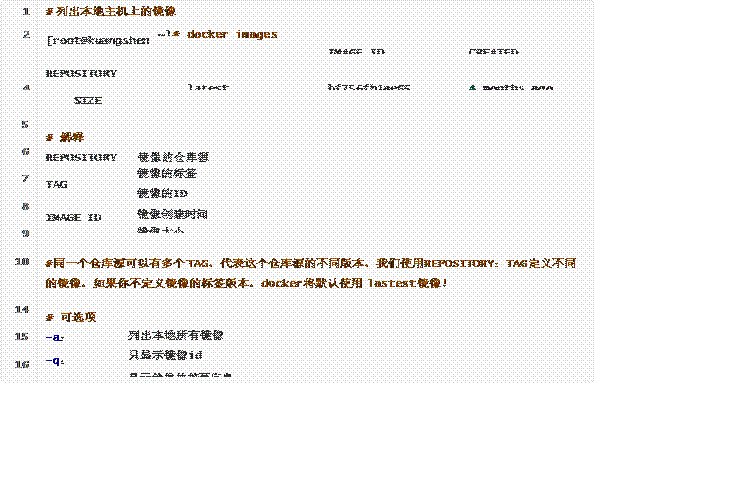 1 # 列出本地主机上的镜像
2 [root@kuangshen ~]# docker images
IMAGE ID CREATED
REPOSITORY
4 latest bf756fb1ae65 4 months ago
SIZE
5
# 解释
6 REPOSITORY 镜像的仓库源
镜像的标签
7 TAG
镜像的ID
8
IMAGE ID 镜像创建时间
9 镜像大小
10 #同一个仓库源可以有多个TAG，代表这个仓库源的不同版本，我们使用REPOSITORY：TAG定义不同
的镜像，如果你不定义镜像的标签版本，docker将默认使用 lastest镜像！
14
# 可选项
15 -a: 列出本地所有镜像
只显示镜像id
-q:
16